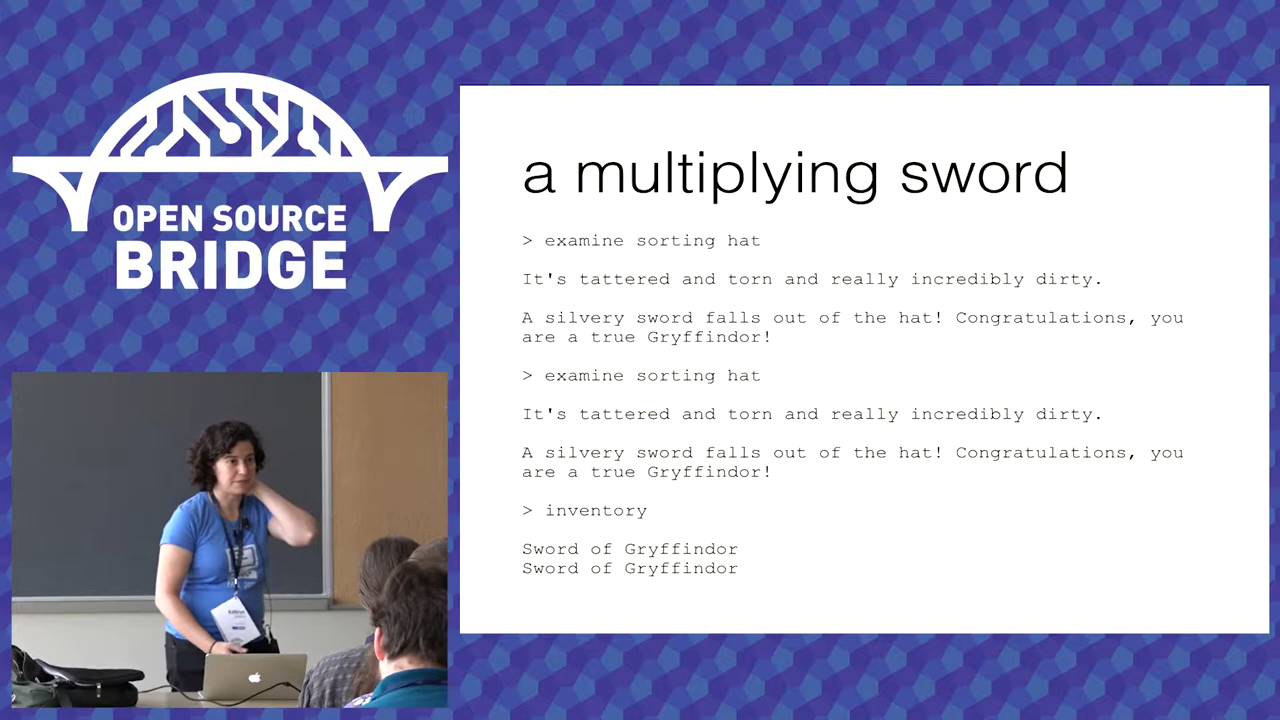 OPEN SOURCE
BRIDGE
a multiplying sword
> examine sorting hat
It's tattered and torn and really incredibly dirty.
A silvery sword falls out of the hat! Congratulations, you
are a true Gryffindor!
> examine sorting hat
It's tattered and torn and really incredibly dirty.
A silvery sword falls out of the hat! Congratulations, you
are a true Gryffindor!
> inventory
Sword of Gryffindor
Sword of Gryffindor